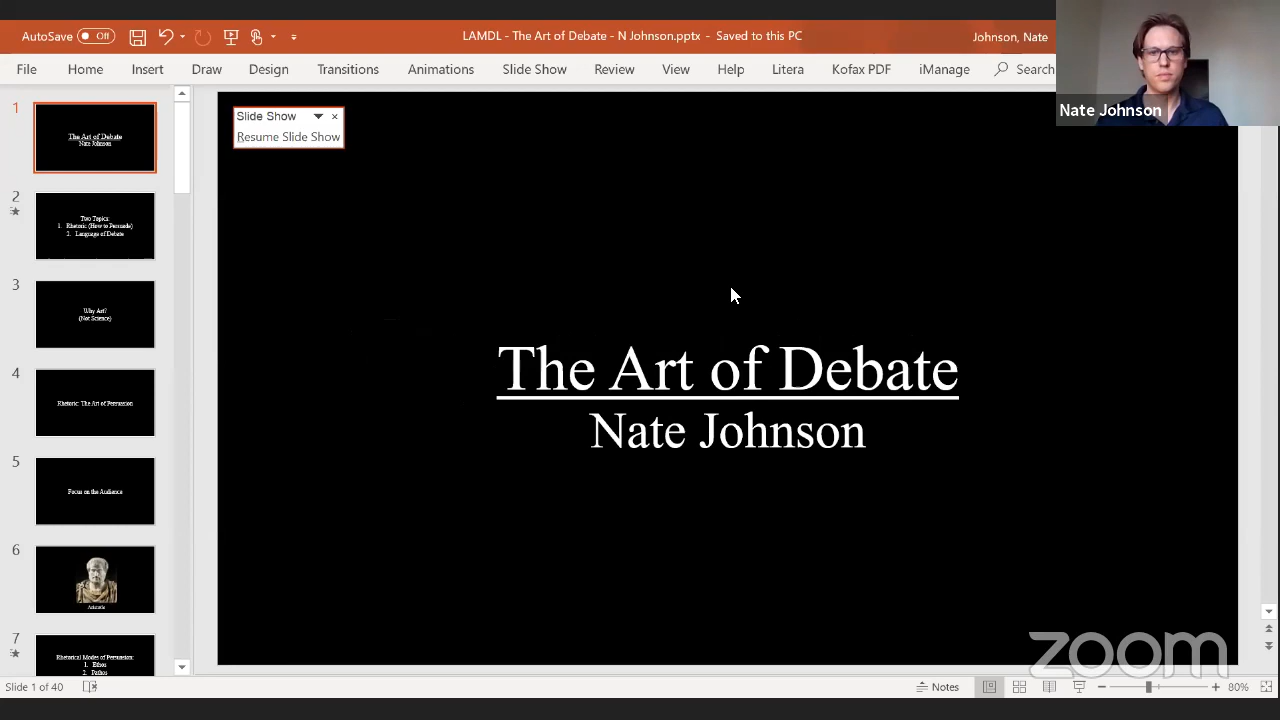 AutoSave Off
LAMDL - The Art of Debate - N Johnson.pptx - Saved to this PC
Johnson, Nate
File Home Insert Draw Design Transitions Animations Slide Show Review View Help Litera Kofax PDF iManage Search
Nate Johnson
1
The Art of Debate
Nate Johnson
2
Two Topics:
1. Rhetoric (How to Persuade)
2. Language of Debate
3
Why Art?
(Not Science)
4
Rhetoric: The Art of Persuasion
5
Focus on the Audience
6
Aristotle
7
Rhetorical Modes of Persuasion:
1. Ethos
2. Pathos
Slide Show
Resume Slide Show
The Art of Debate
Nate Johnson
zoom
Slide 1 of 40
Notes
80%